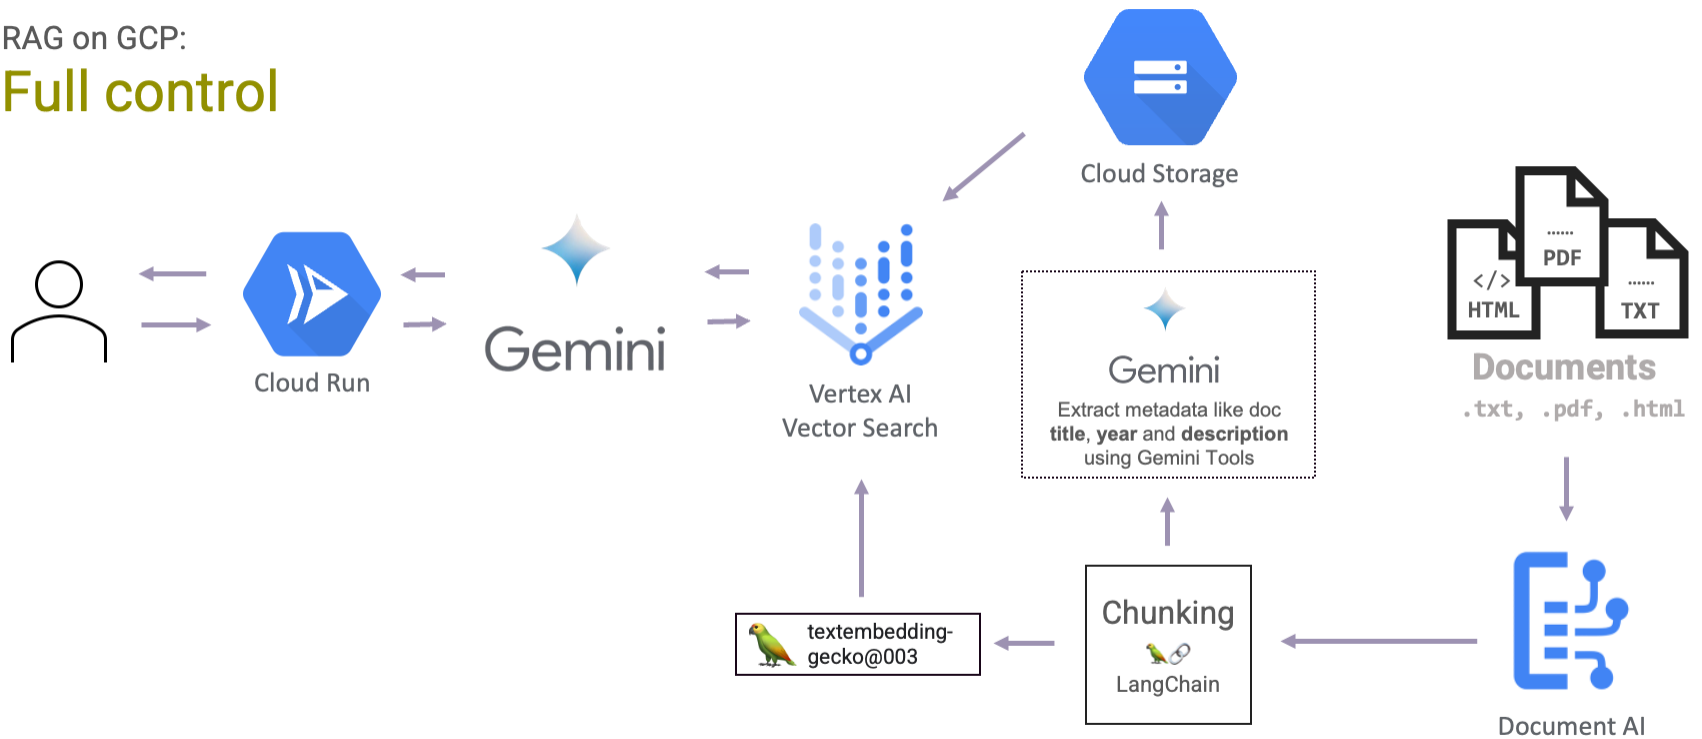 RAG on GCP:
Full control
Cloud Storage
</>
HTML
......
PDF
......
TXT
Documents
.txt, .pdf, .html
Cloud Run
Gemini
Vertex AI
Vector Search
Gemini
Extract metadata like doc
title, year and description
using Gemini Tools
textembedding-
gecko@003
Chunking
LangChain
Document AI